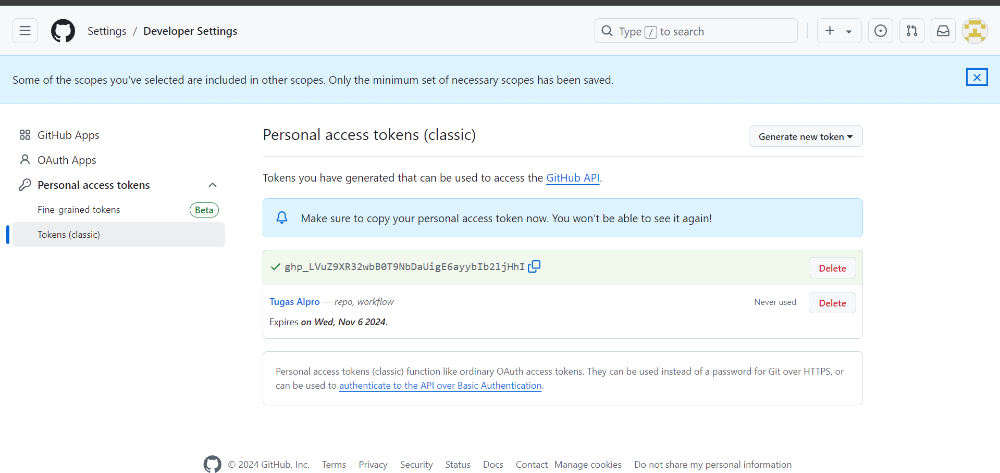 Settings / Developer Settings
Type / to search
Some of the scopes you've selected are included in other scopes. Only the minimum set of necessary scopes has been saved.
GitHub Apps
OAuth Apps
Personal access tokens
Fine-grained tokens Beta
Tokens (classic)
Personal access tokens (classic)
Generate new token
Tokens you have generated that can be used to access the GitHub API.
Make sure to copy your personal access token now. You won't be able to see it again!
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
Delete
Tugas Alpro — repo, workflow
Never used
Delete
Expires on Wed, Nov 6 2024.
Personal access tokens (classic) function like ordinary OAuth access tokens. They can be used instead of a password for Git over HTTPS, or
can be used to authenticate to the API over Basic Authentication.
© 2024 GitHub, Inc. Terms Privacy Security Status Docs Contact Manage cookies Do not share my personal information